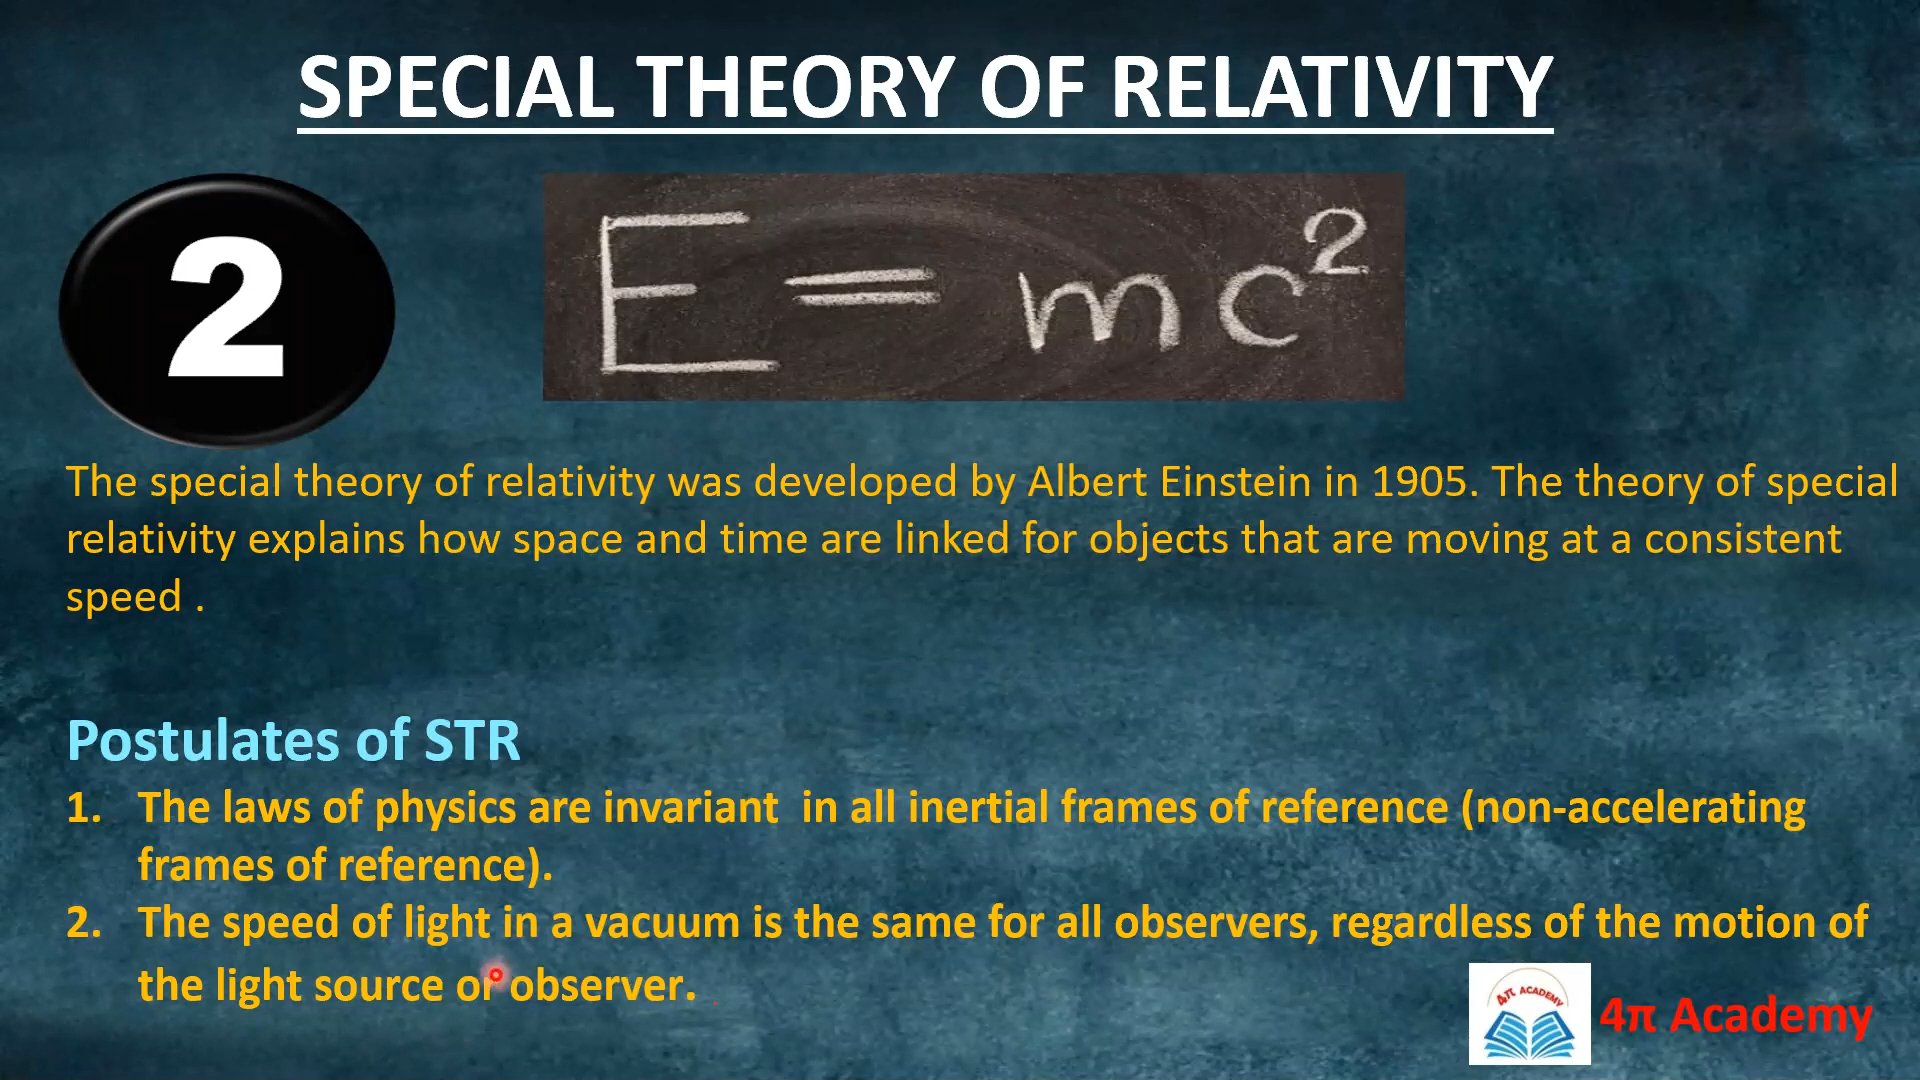 SPECIAL THEORY OF RELATIVITY
2
E = mc²
The special theory of relativity was developed by Albert Einstein in 1905. The theory of special
relativity explains how space and time are linked for objects that are moving at a consistent
speed .
Postulates of STR
1. The laws of physics are invariant in all inertial frames of reference (non-accelerating
frames of reference).
2. The speed of light in a vacuum is the same for all observers, regardless of the motion of
the light source or observer.
4π ACADEMY
4π Academy